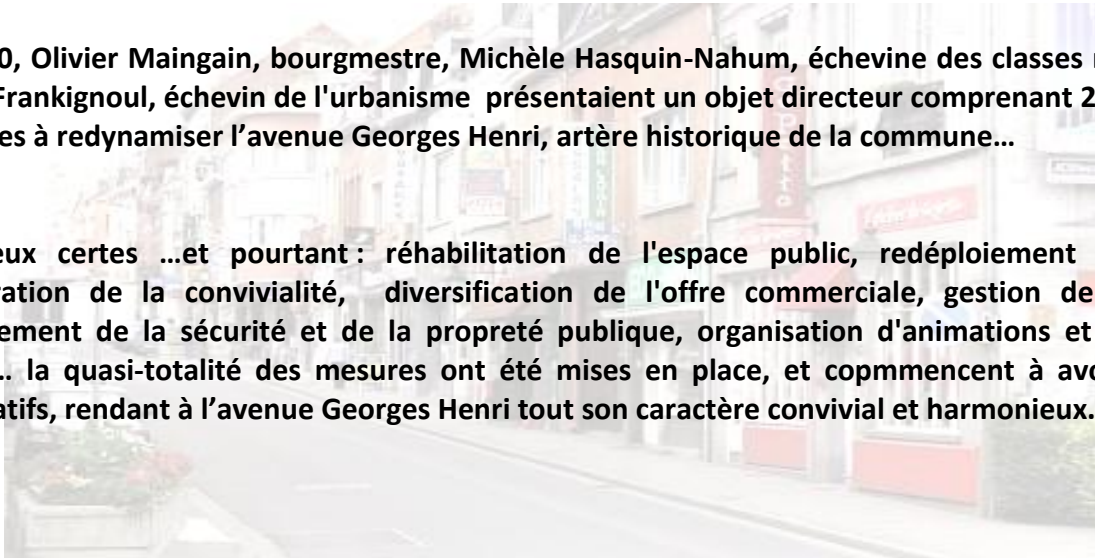 0, Olivier Maingain, bourgmestre, Michèle Hasquin-Nahum, échevine des classes
Frankignoul, échevin de l'urbanisme présentaient un objet directeur comprenant 2
es à redynamiser l’avenue Georges Henri, artère historique de la commune…
eux certes …et pourtant : réhabilitation de l'espace public, redéploiement
ration de la convivialité, diversification de l'offre commerciale, gestion de
ement de la sécurité et de la propreté publique, organisation d'animations et
… la quasi-totalité des mesures ont été mises en place, et copmmencent à avo
atifs, rendant à l’avenue Georges Henri tout son caractère convivial et harmonieux.